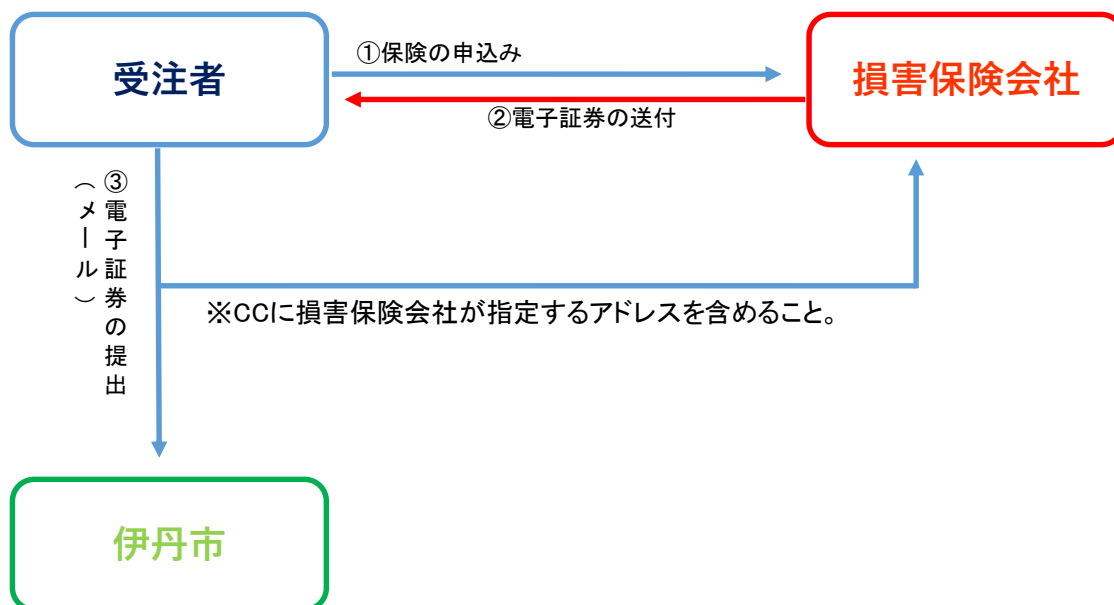 受注者
①保険の申込み
損害保険会社
②電子証券の送付
③電子証券の提出
（メール）
※CCに損害保険会社が指定するアドレスを含めること。
伊丹市